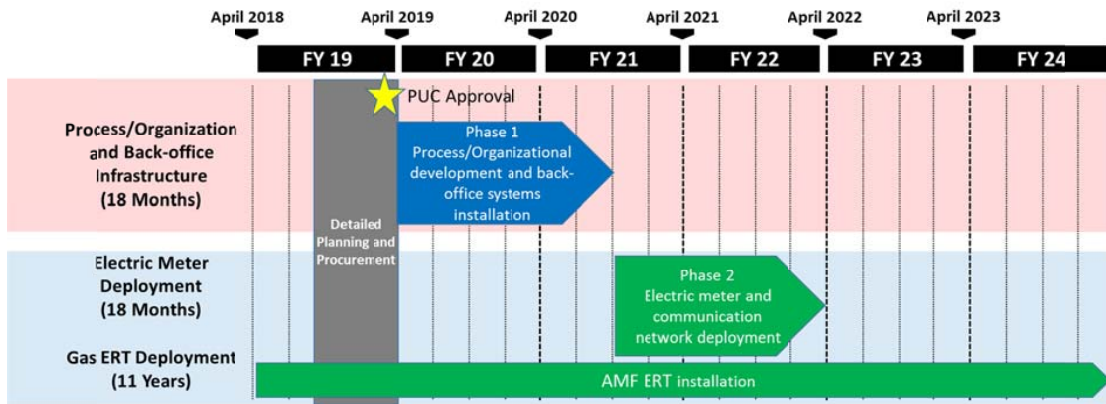 April 2018 April 2019 April 2020 April 2021 April 2022 April 2023
FY 19 FY 20 FY 21 FY 22 FY 23 FY 24
PUC Approval
Process/Organization
and Back-office
Infrastructure
(18 Months)
Phase 1
Process/Organizational
development and back-
office systems
installation
Detailed
Planning and
Procurement
Electric Meter
Deployment
(18 Months)
Phase 2
Electric meter and
communication
network deployment
Gas ERT Deployment
(11 Years)
AMF ERT installation